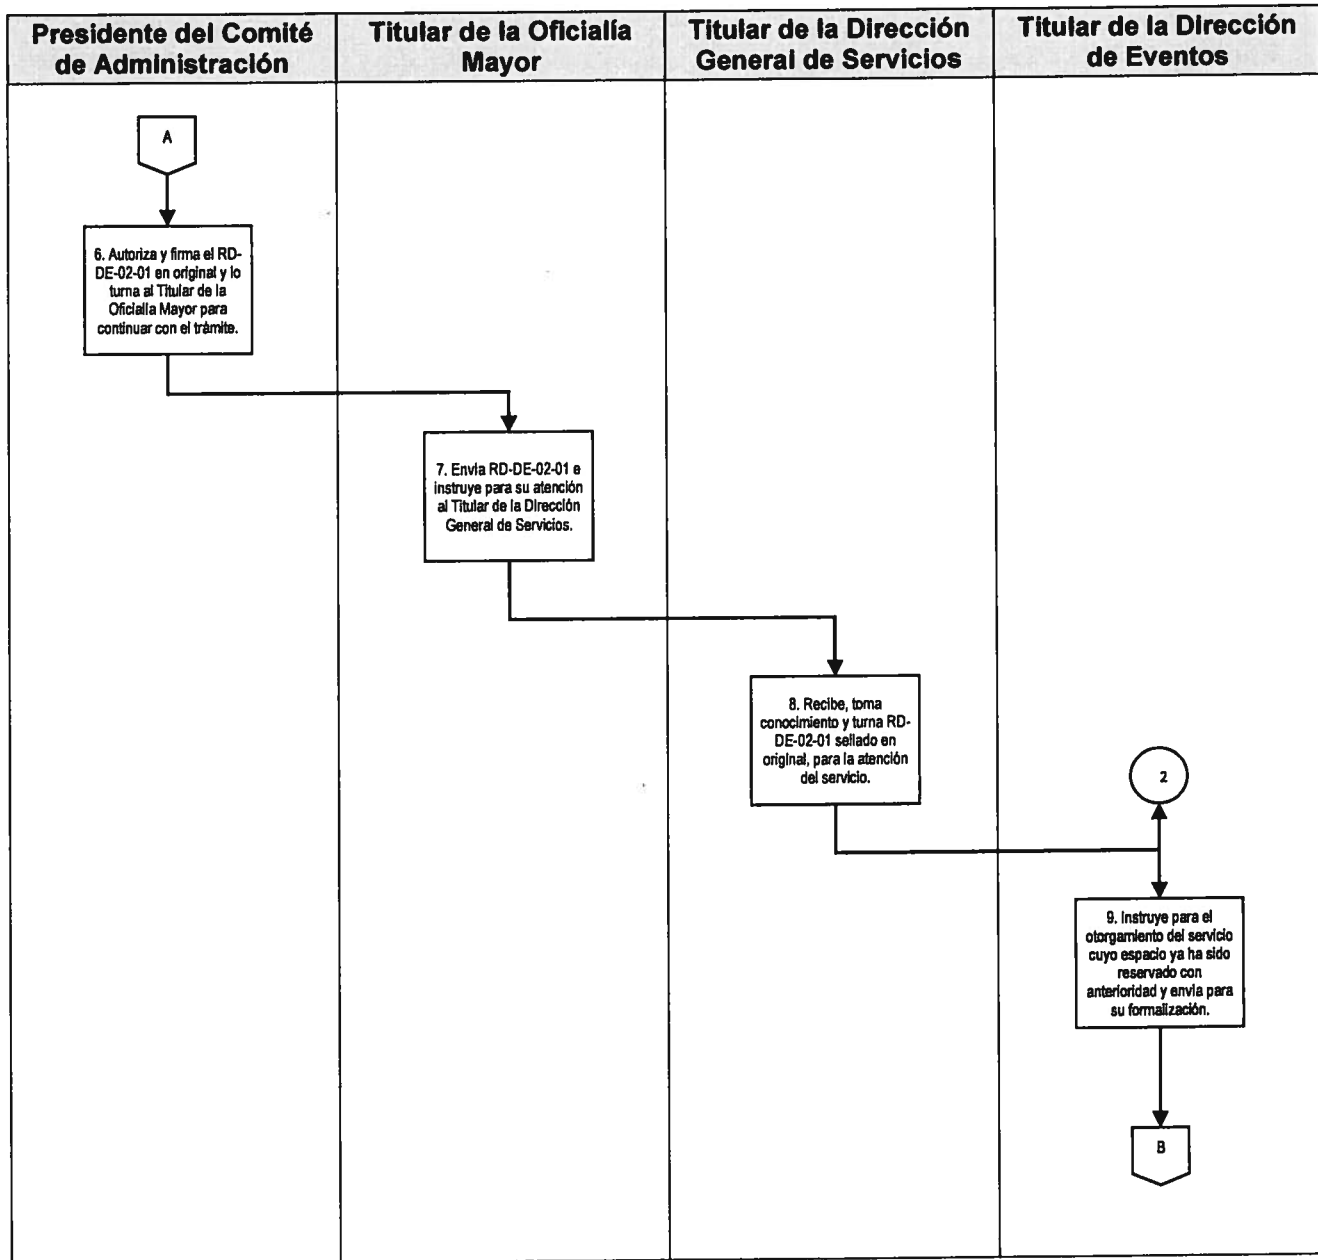 Presidente del Comité
de Administración
Titular de la Oficialía
Mayor
Titular de la Dirección
General de Servicios
Titular de la Dirección
de Eventos
A
6. Autoriza y firma el RD-
DE-02-01 en original y lo
turna al Titular de la
Oficialía Mayor para
continuar con el trámite.
7. Envía RD-DE-02-01 e
instruye para su atención
al Titular de la Dirección
General de Servicios.
8. Recibe, toma
conocimiento y turna RD-
DE-02-01 sellado en
original, para la atención
del servicio.
2
9. Instruye para el
otorgamiento del servicio
cuyo espacio ya ha sido
reservado con
anterioridad y envía para
su formalización.
B